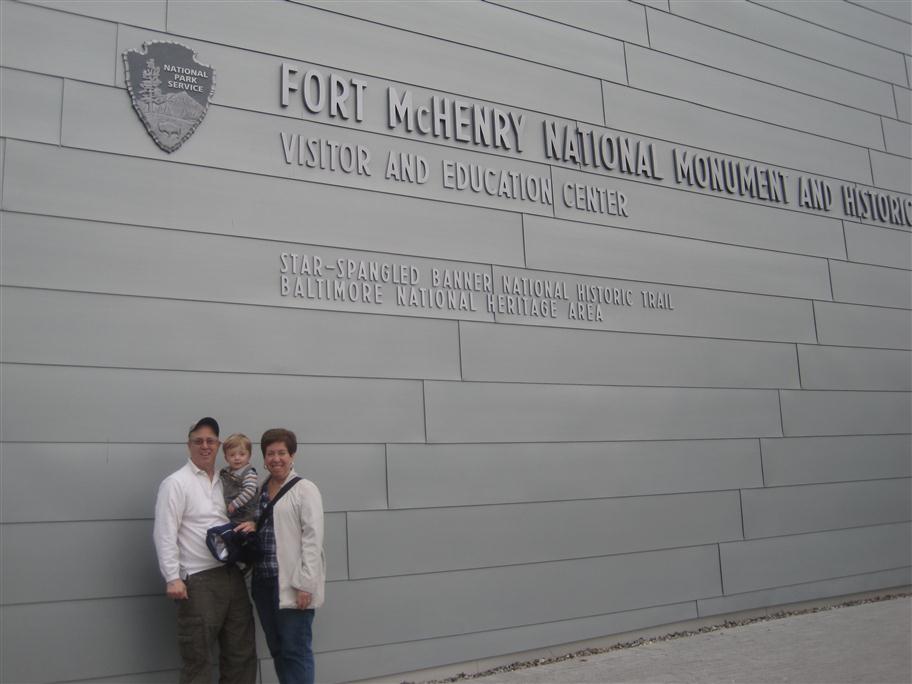 NATIONAL
PARK
SERVICE
FORT McHENRY NATIONAL MONUMENT AND HISTORIC
VISITOR AND EDUCATION CENTER
STAR-SPANGLED BANNER NATIONAL HISTORIC TRAIL
BALTIMORE NATIONAL HERITAGE AREA